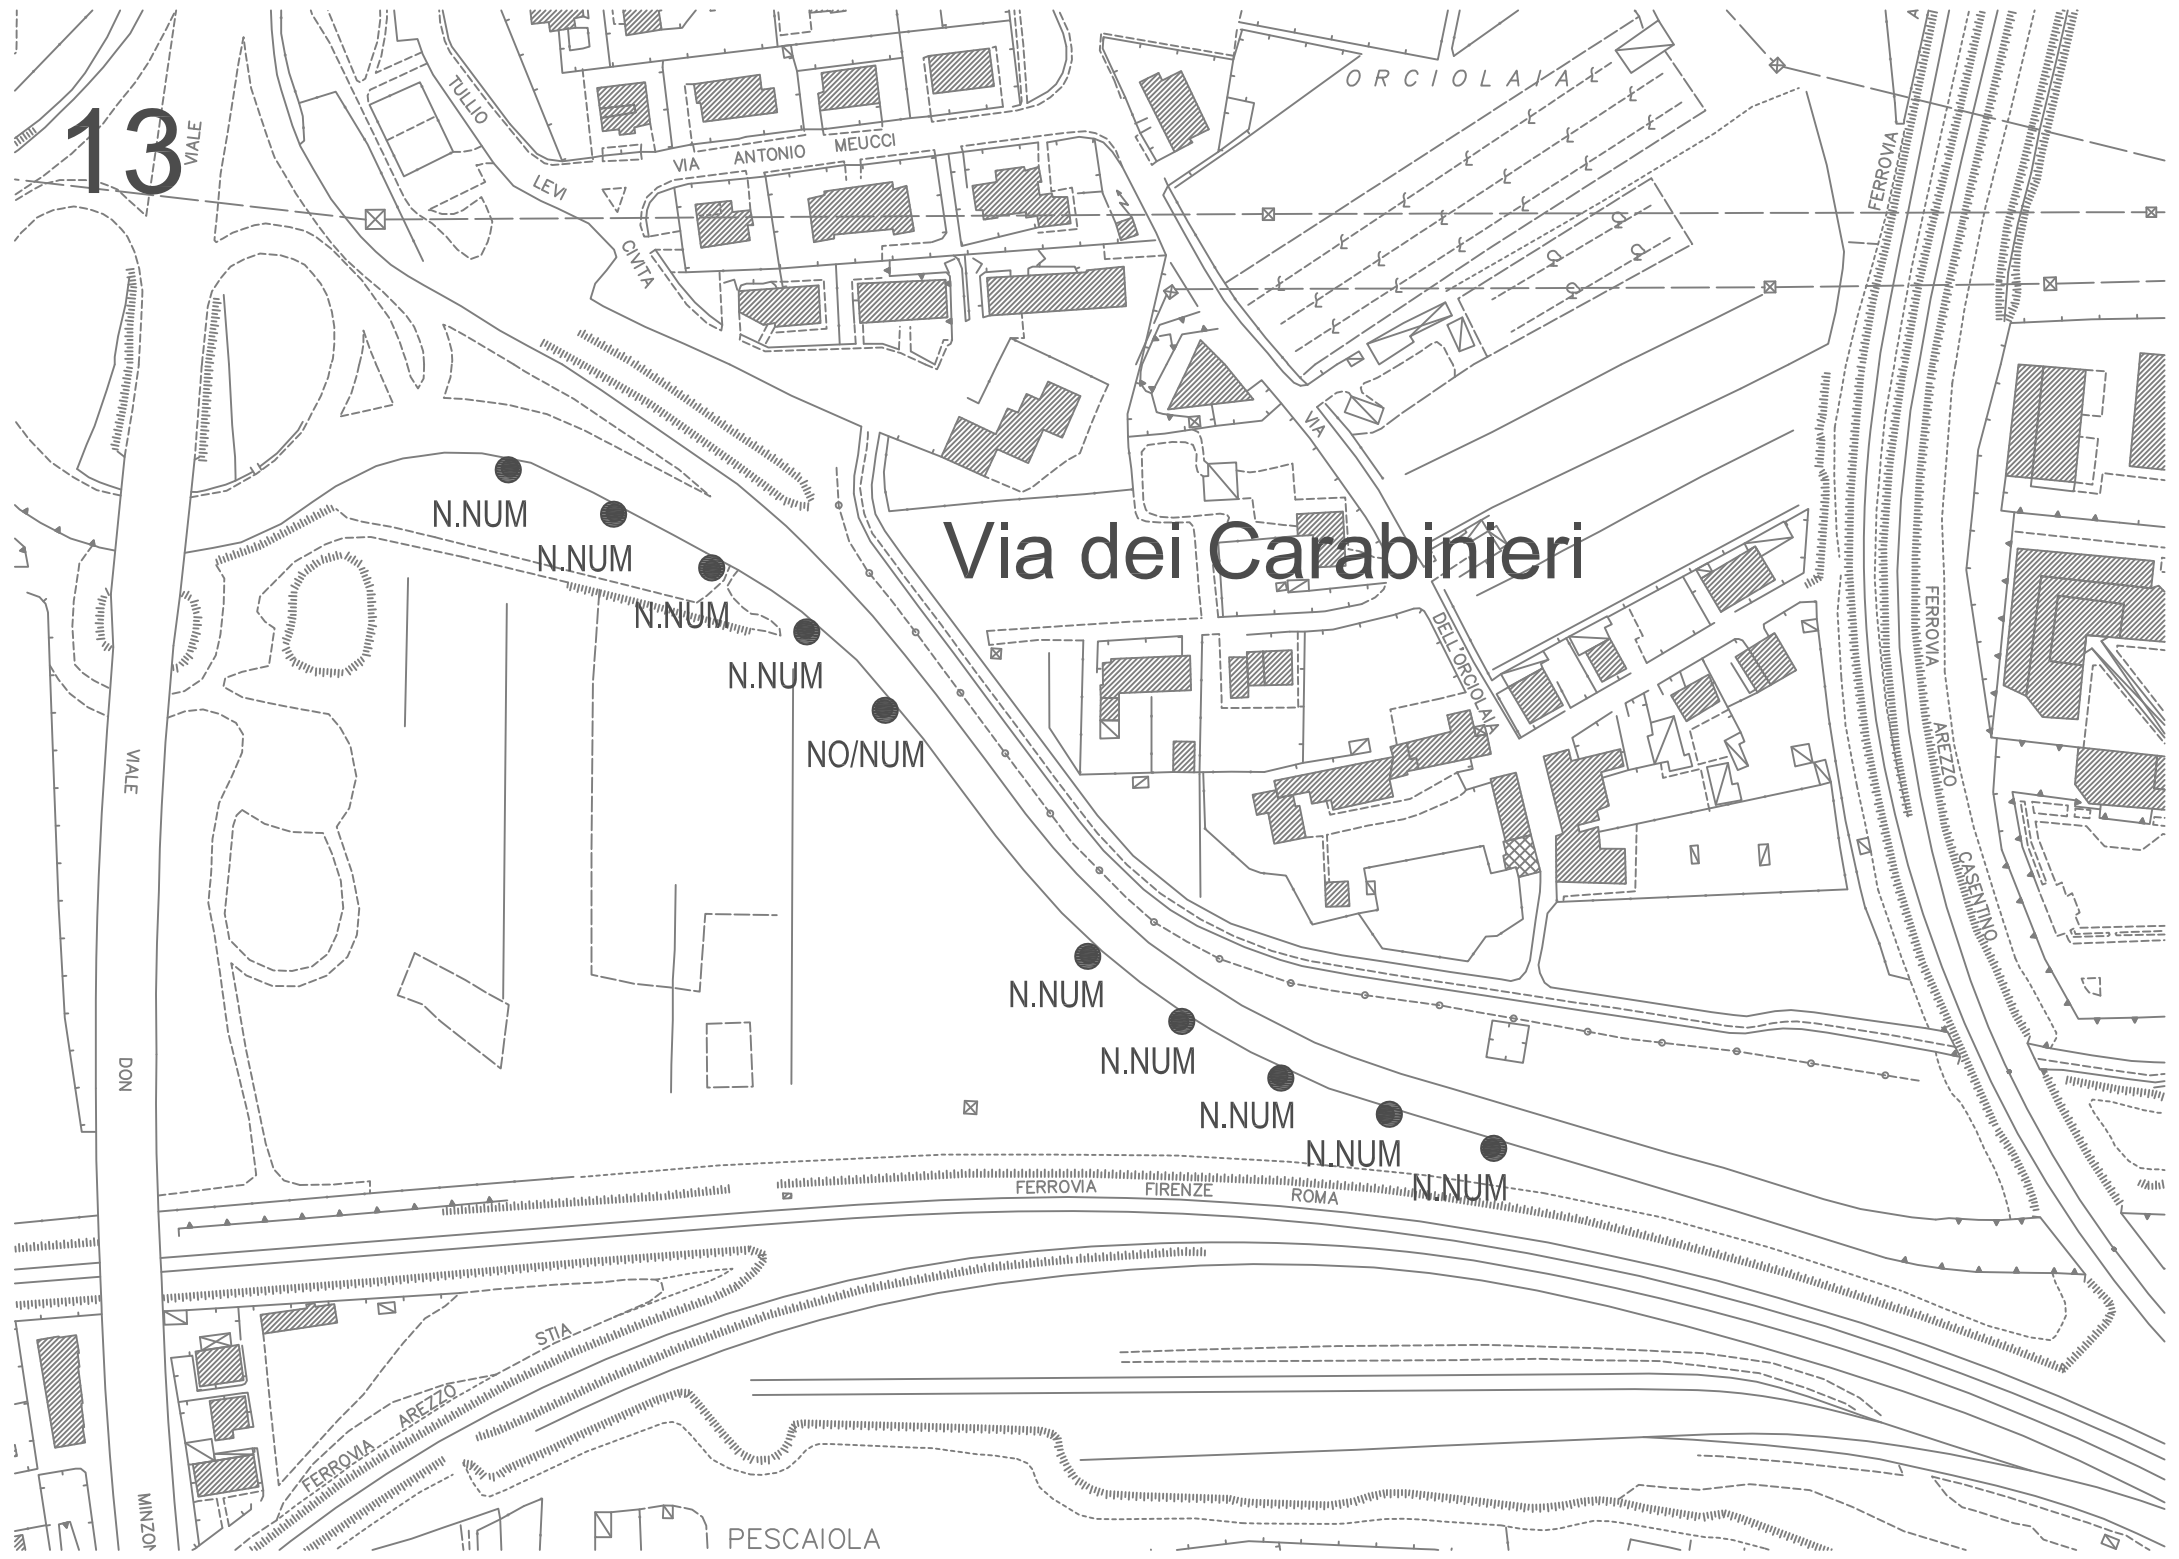 ORCIOLAIA
13
VIALE
TULLIO
LEVI
CIVITA
VIA ANTONIO MEUCCI
FERROVIA
VIA
DELL'ORCIOLAIA
N.NUM
N.NUM
N.NUM
N.NUM
NO/NUM
Via dei Carabinieri
FERROVIA
AREZZO
CASENTINO
VIALE
DON
MINZON
N.NUM
N.NUM
N.NUM
N.NUM
N.NUM
FERROVIA FIRENZE ROMA
FERROVIA AREZZO STIA
PESCAIOLA